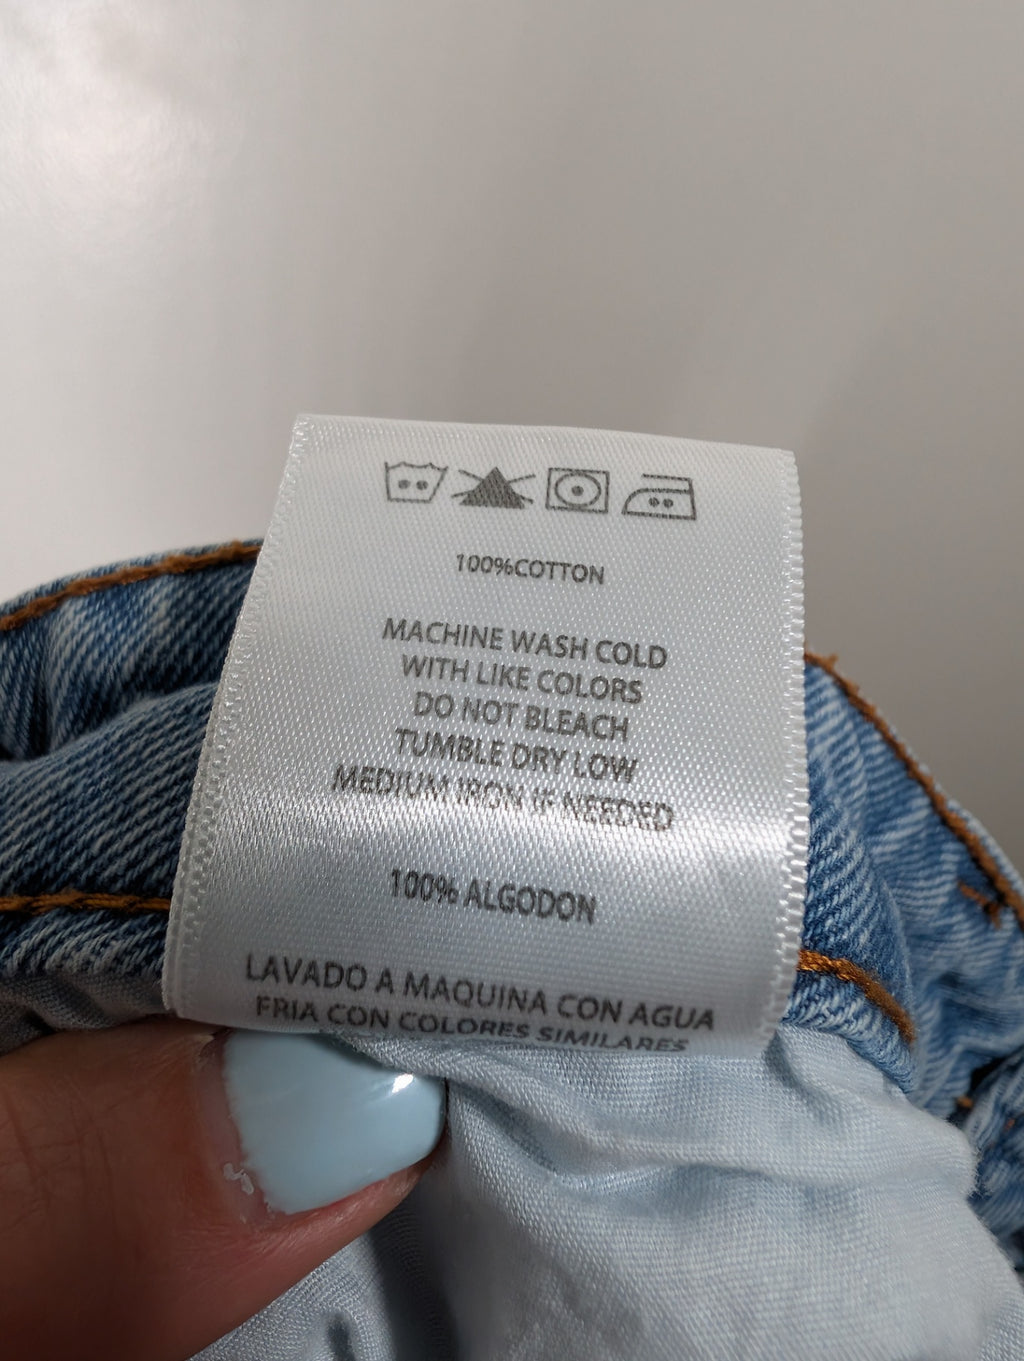 100%COTTON
MACHINE WASH COLD
WITH LIKE COLORS
DO NOT BLEACH
TUMBLE DRY LOW
MEDIUM IRON IF NEEDED
100% ALGODON
LAVADO A MAQUINA CON AGUA
FRIA CON COLORES SIMILARES